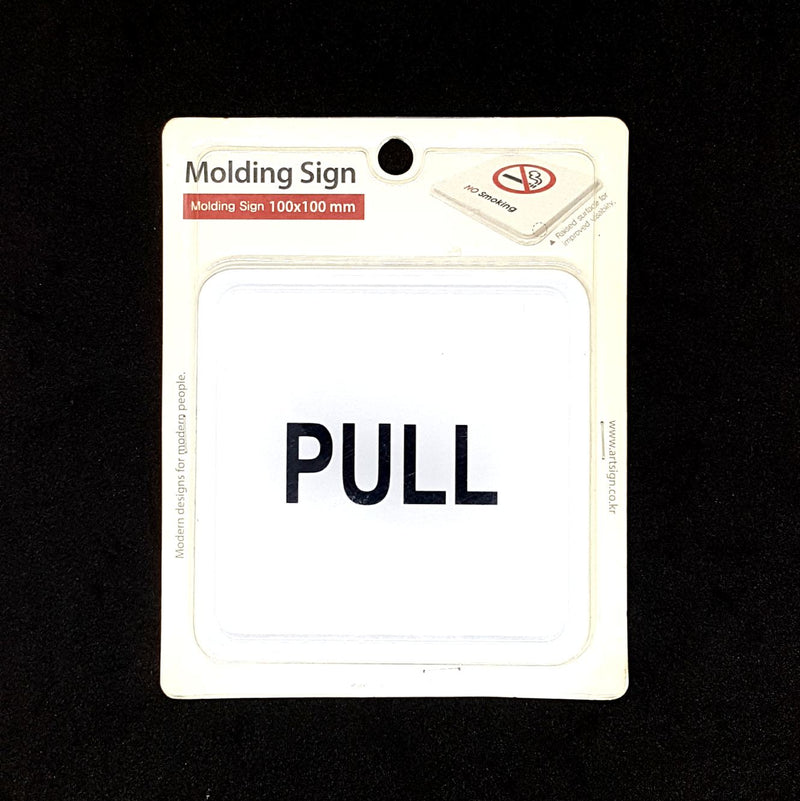 Molding Sign
Molding Sign 100x100 mm
NO Smoking
▲ Raised surface for
improved visibility.
Modern designs for modern people.
PULL
www.artsign.co.kr